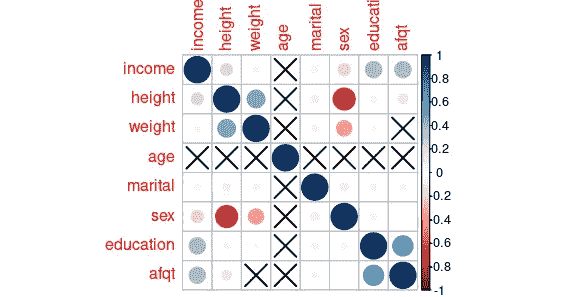 income height weight age marital sex education afqt
income
height
weight
age
marital
sex
education
afqt
1
0.8
0.6
0.4
0.2
0
-0.2
-0.4
-0.6
-0.8
-1